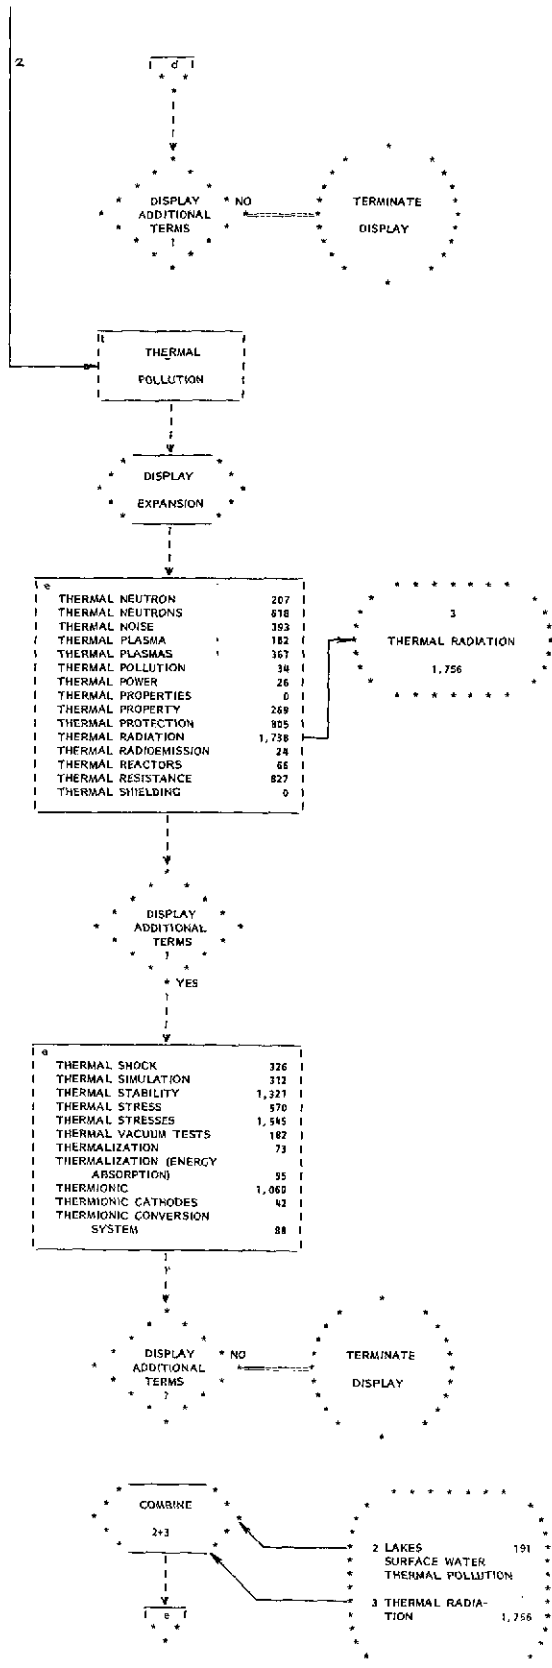 2
d
DISPLAY
ADDITIONAL
TERMS
?
NO
TERMINATE
DISPLAY
THERMAL
POLLUTION
DISPLAY
EXPANSION
e
THERMAL NEUTRON 207
THERMAL NEUTRONS 618
THERMAL NOISE 393
THERMAL PLASMA 182
THERMAL PLASMAS 367
THERMAL POLLUTION 34
THERMAL POWER 26
THERMAL PROPERTIES 0
THERMAL PROPERTY 269
THERMAL PROTECTION 805
THERMAL RADIATION 1,738
THERMAL RADIOEMISSION 24
THERMAL REACTORS 66
THERMAL RESISTANCE 827
THERMAL SHIELDING 0
3
THERMAL RADIATION
1,756
DISPLAY
ADDITIONAL
TERMS
?
YES
THERMAL SHOCK 326
THERMAL SIMULATION 312
THERMAL STABILITY 1,327
THERMAL STRESS 570
THERMAL STRESSES 1,545
THERMAL VACUUM TESTS 182
THERMALIZATION 73
THERMALIZATION (ENERGY
ABSORPTION) 95
THERMIONIC 1,060
THERMIONIC CATHODES 42
THERMIONIC CONVERSION
SYSTEM 88
DISPLAY
ADDITIONAL
TERMS
?
NO
TERMINATE
DISPLAY
COMBINE
2+3
2 LAKES 191
SURFACE WATER
THERMAL POLLUTION
3 THERMAL RADIA-
TION 1,756
e